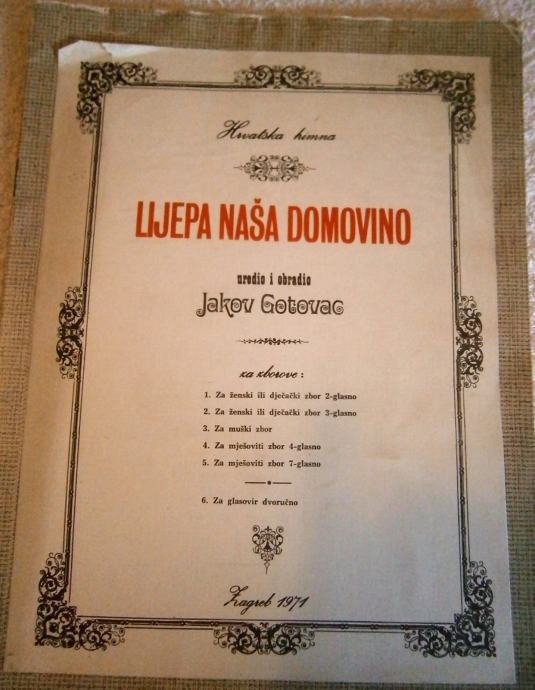 Hrvatska himna
LIJEPA NAŠA DOMOVINO
uredio i obradio
Jakov Gotovac
za zborove:
1. Za ženski ili dječački zbor 2-glasno
2. Za ženski ili dječački zbor 3-glasno
3. Za muški zbor
4. Za mješoviti zbor 4-glasno
5. Za mješoviti zbor 7-glasno
6. Za glasovir dvoručno
Zagreb 1971